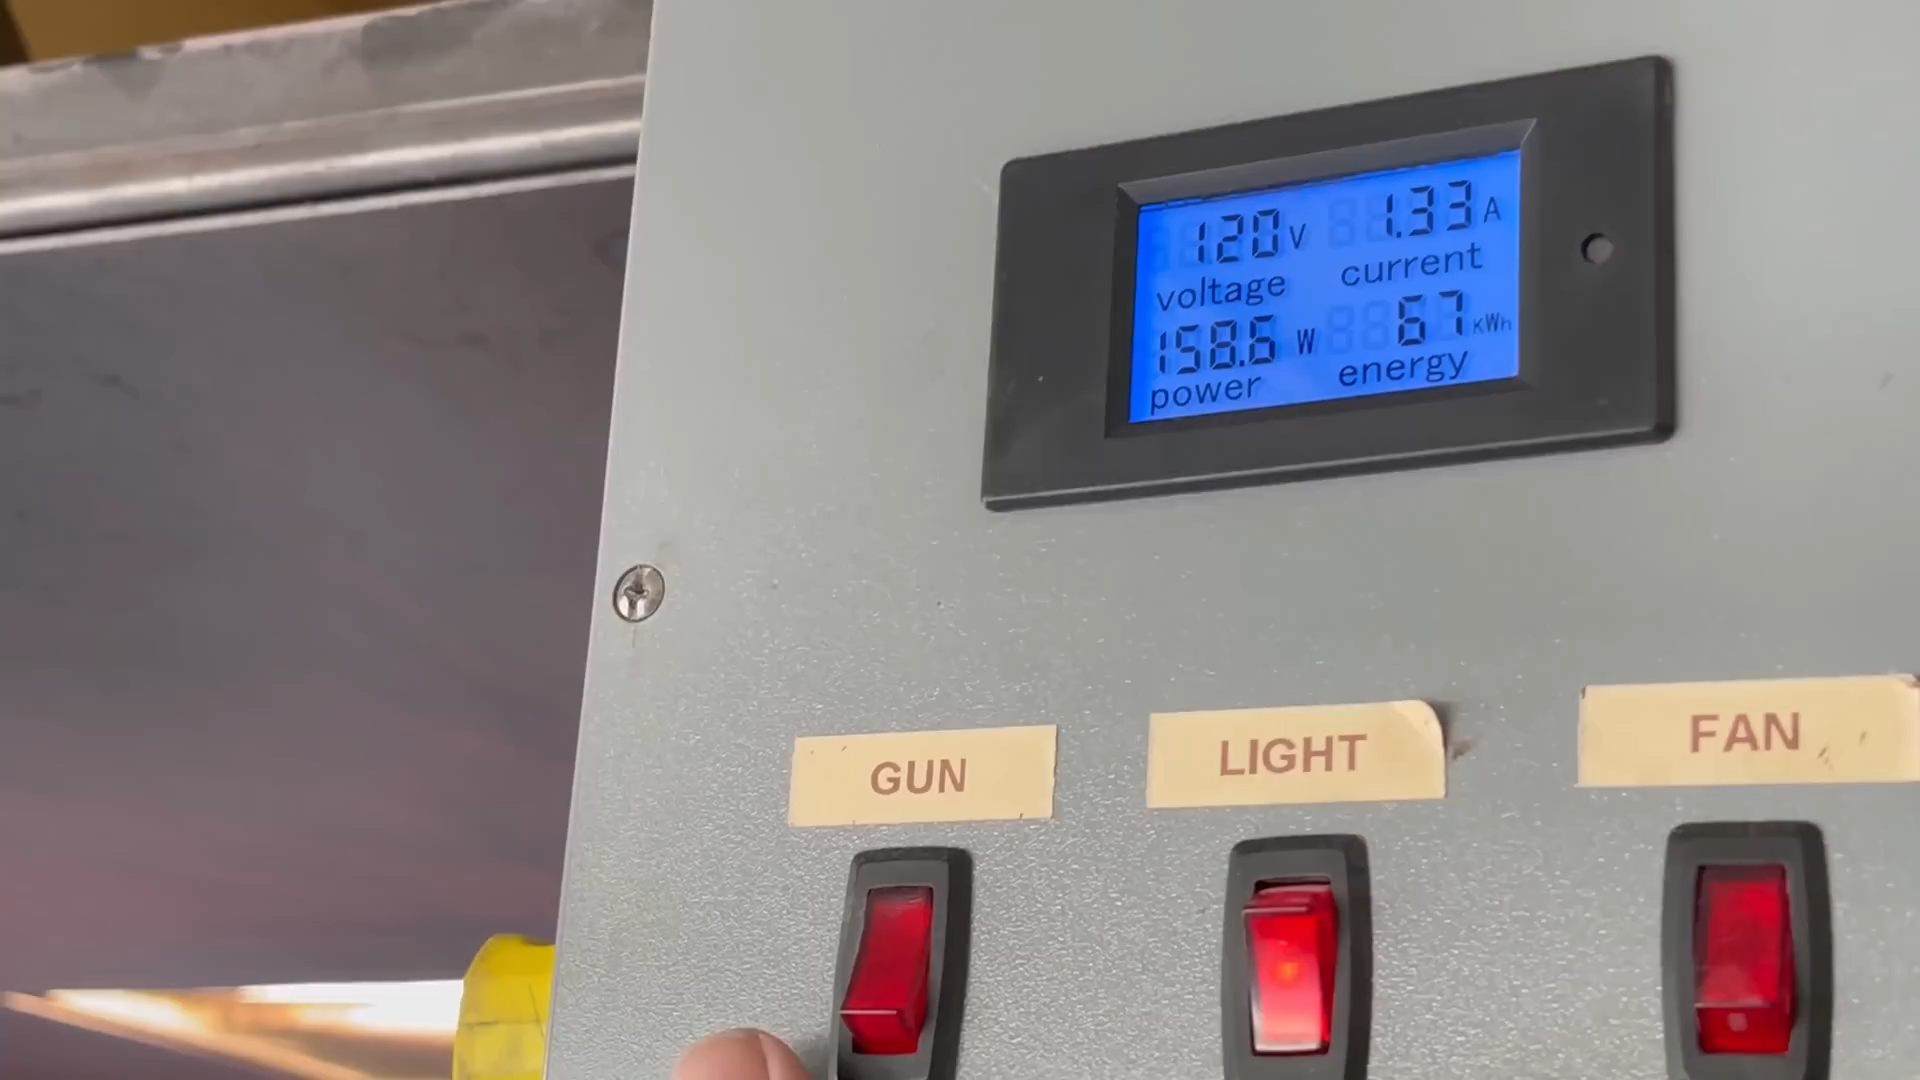 120 V 1.33 A
voltage current
158.6 W 67 kWh
power energy
GUN LIGHT FAN